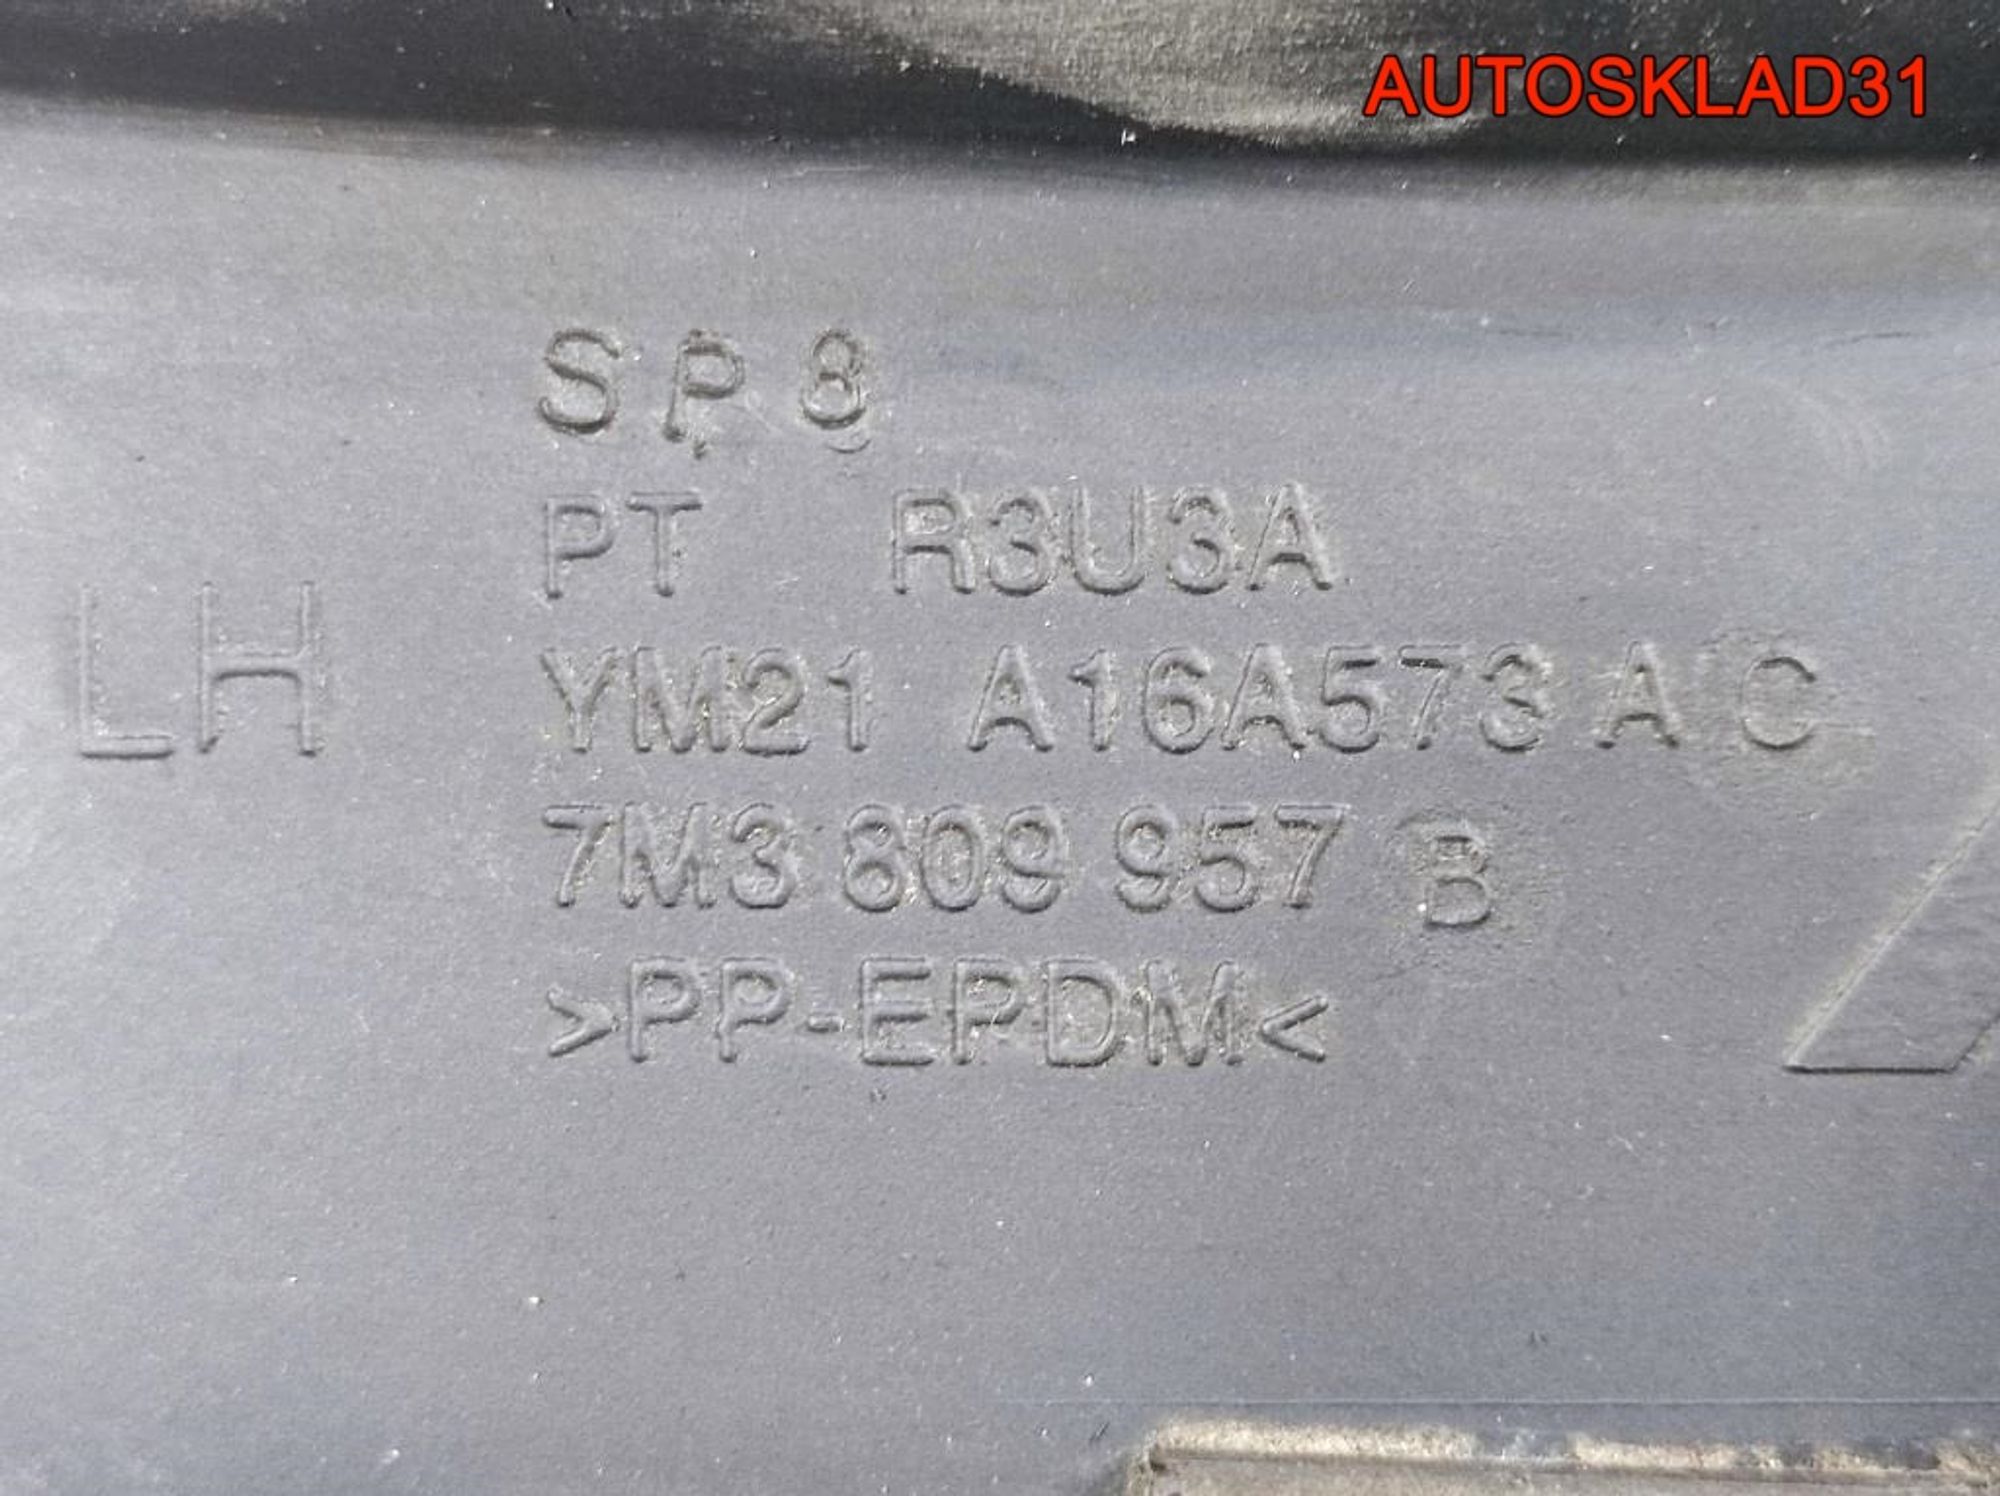 AUTOSKLAD31
SP8
PT R3U3A
LH
YM21 A16A573 AC
7M3 809 957 B
>PP-EPDM<